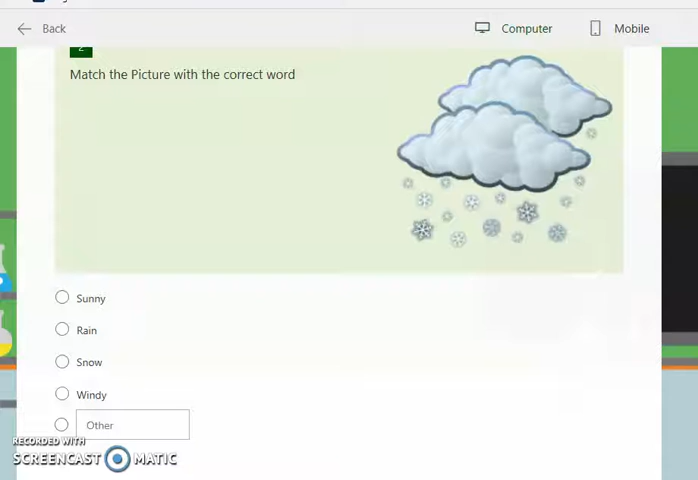 Back
Computer
Mobile
2
Match the Picture with the correct word
Sunny
Rain
Snow
Windy
Other
RECORDED WITH
SCREENCAST MATIC